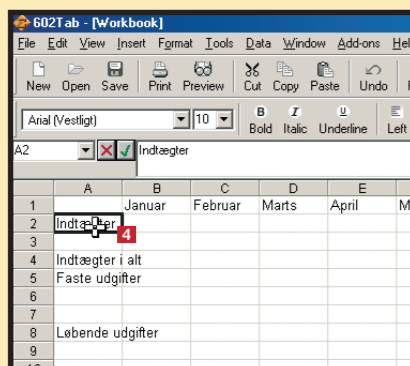 602Tab - [Workbook]
File Edit View Insert Format Tools Data Window Add-ons Hel
New Open Save Print Preview Cut Copy Paste Undo
Arial (Vestligt) 10 B I U
Bold Italic Underline Left
A2 Indtægter
A B C D E
1 Januar Februar Marts April M
2 Indtægter
4
3
4 Indtægter i alt
5 Faste udgifter
6
7
8 Løbende udgifter
9